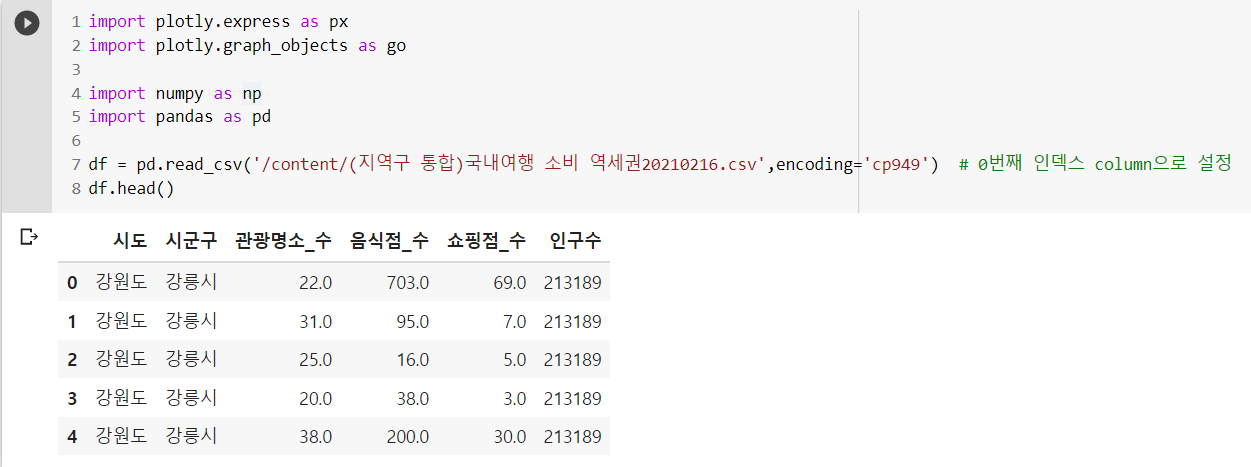 1 import plotly.express as px
2 import plotly.graph_objects as go
3
4 import numpy as np
5 import pandas as pd
6
7 df = pd.read_csv('/content/(지역구 통합)국내여행 소비 역세권20210216.csv',encoding='cp949')  # 0번째 인덱스 column으로 설정
8 df.head()
시도 시군구 관광명소_수 음식점_수 쇼핑점_수 인구수
0 강원도 강릉시 22.0 703.0 69.0 213189
1 강원도 강릉시 31.0 95.0 7.0 213189
2 강원도 강릉시 25.0 16.0 5.0 213189
3 강원도 강릉시 20.0 38.0 3.0 213189
4 강원도 강릉시 38.0 200.0 30.0 213189